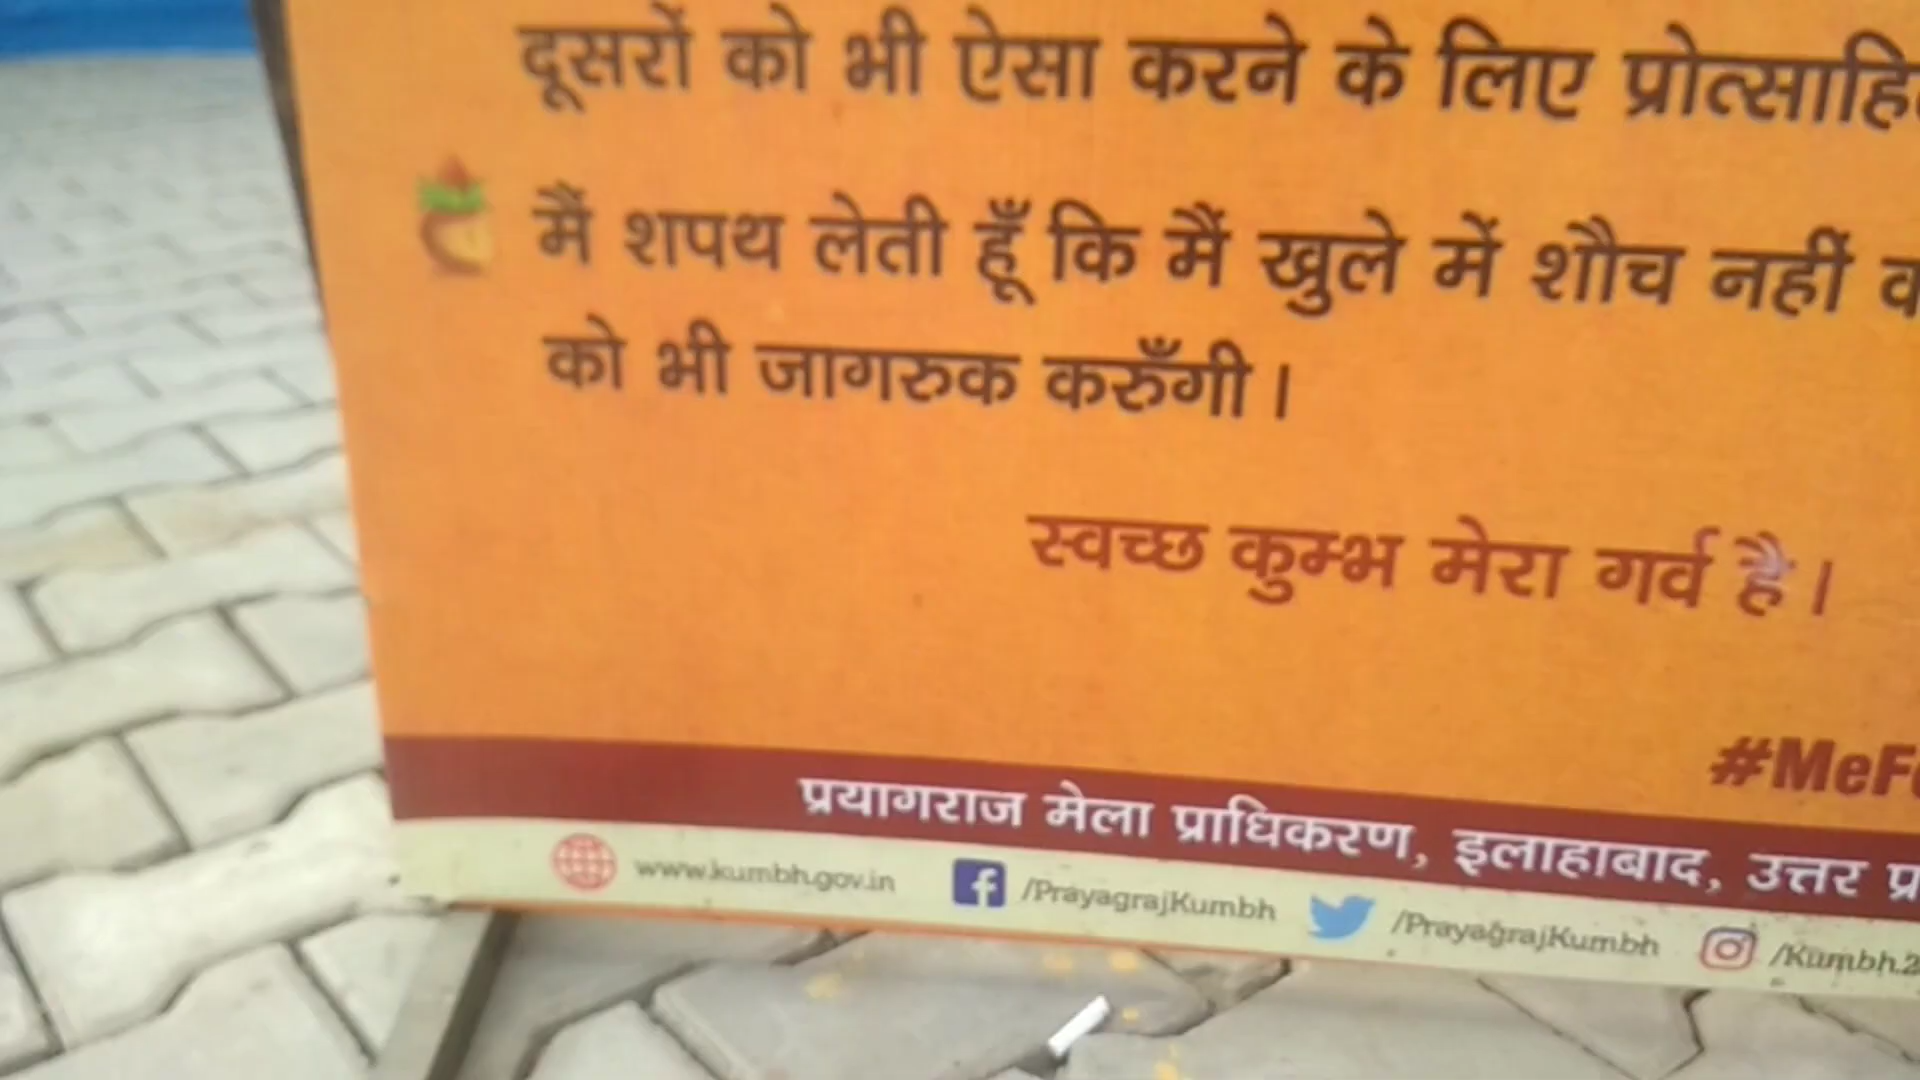 दूसरों को भी ऐसा करने के लिए
मैं शपथ लेती हूँ कि मैं खुले में शौच नहीं
को भी जागरुक करुँगी।
स्वच्छ कुम्भ मेरा गर्व है।
#MeF
प्रयागराज मेला प्राधिकरण, इलाहाबाद, उत्तर
www.kumbh.gov.in /PrayagrajKumbh /PrayagrajKumbh /Kumbh.2